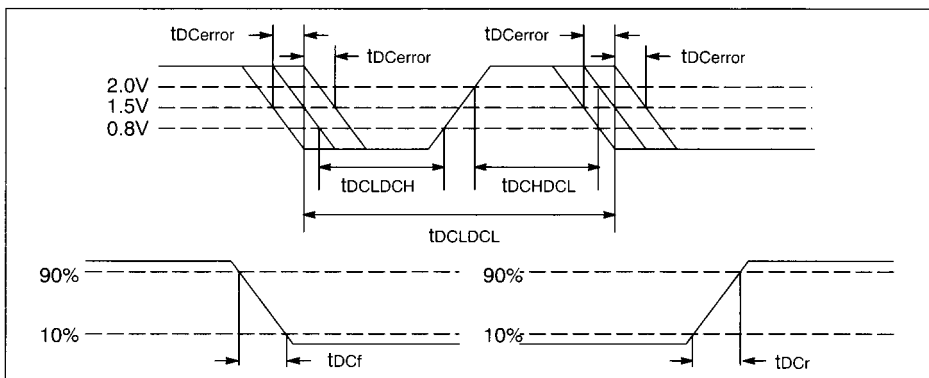 tDCerror tDCerror
tDCerror tDCerror
2.0V
1.5V
0.8V
tDCLDCH tDCHDCL
tDCLDCL
90% 90%
10% 10%
tDCf tDCr